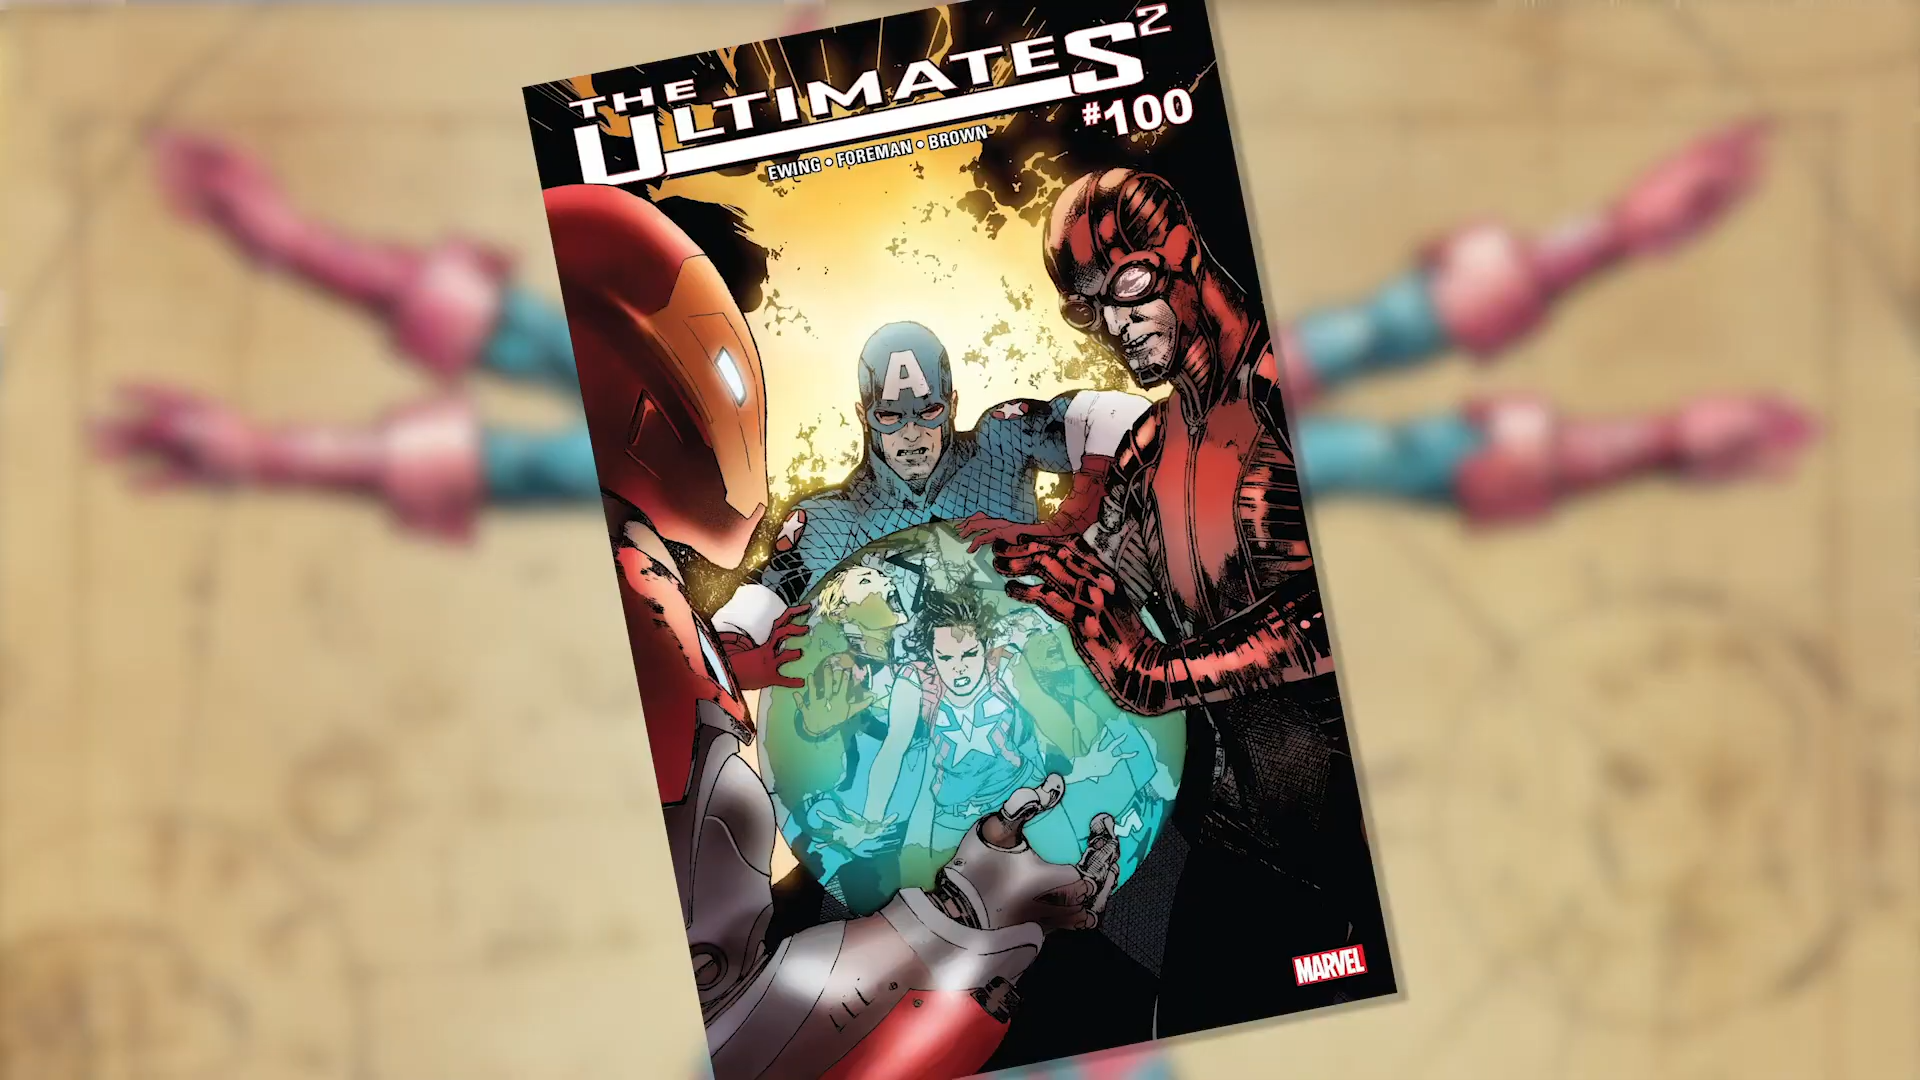 THE
ULTIMATES²
#100
EWING • FOREMAN • BROWN
A
MARVEL